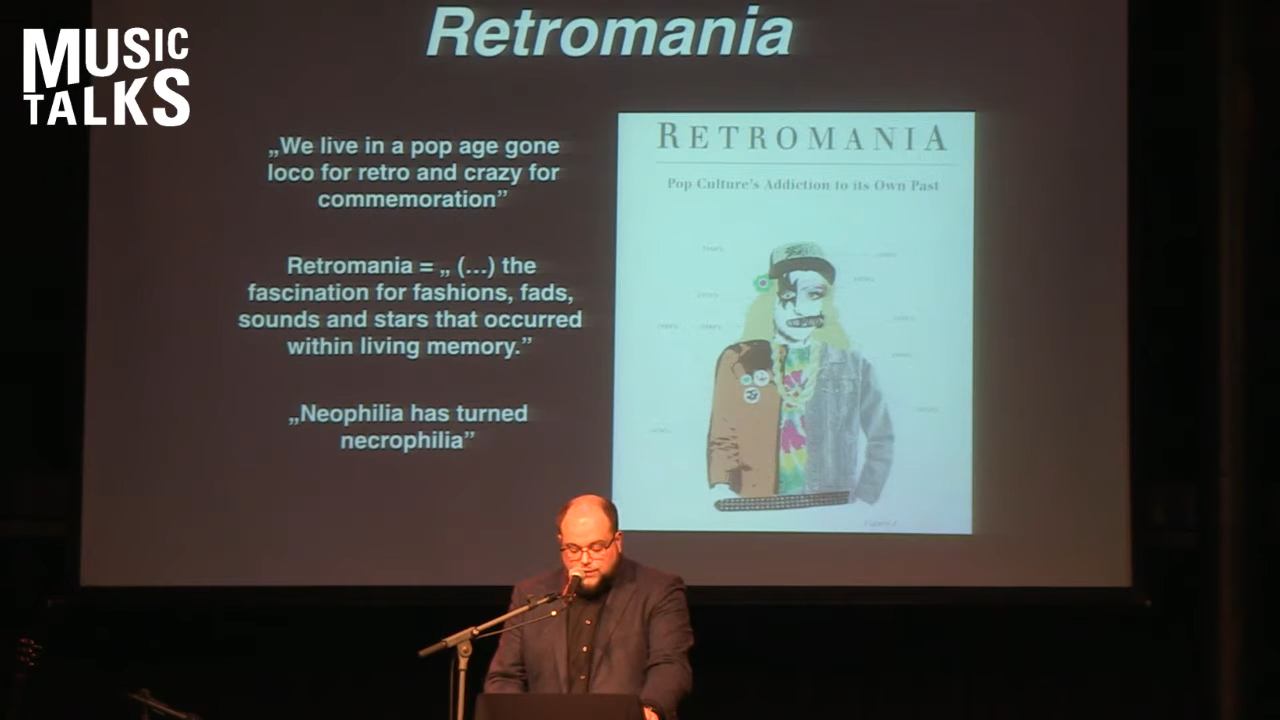 MUSIC
TALKS
Retromania
„We live in a pop age gone
loco for retro and crazy for
commemoration”
Retromania = „ (…) the
fascination for fashions, fads,
sounds and stars that occurred
within living memory.”
„Neophilia has turned
necrophilia”
RETROMANIA
Pop Culture's Addiction to its Own Past